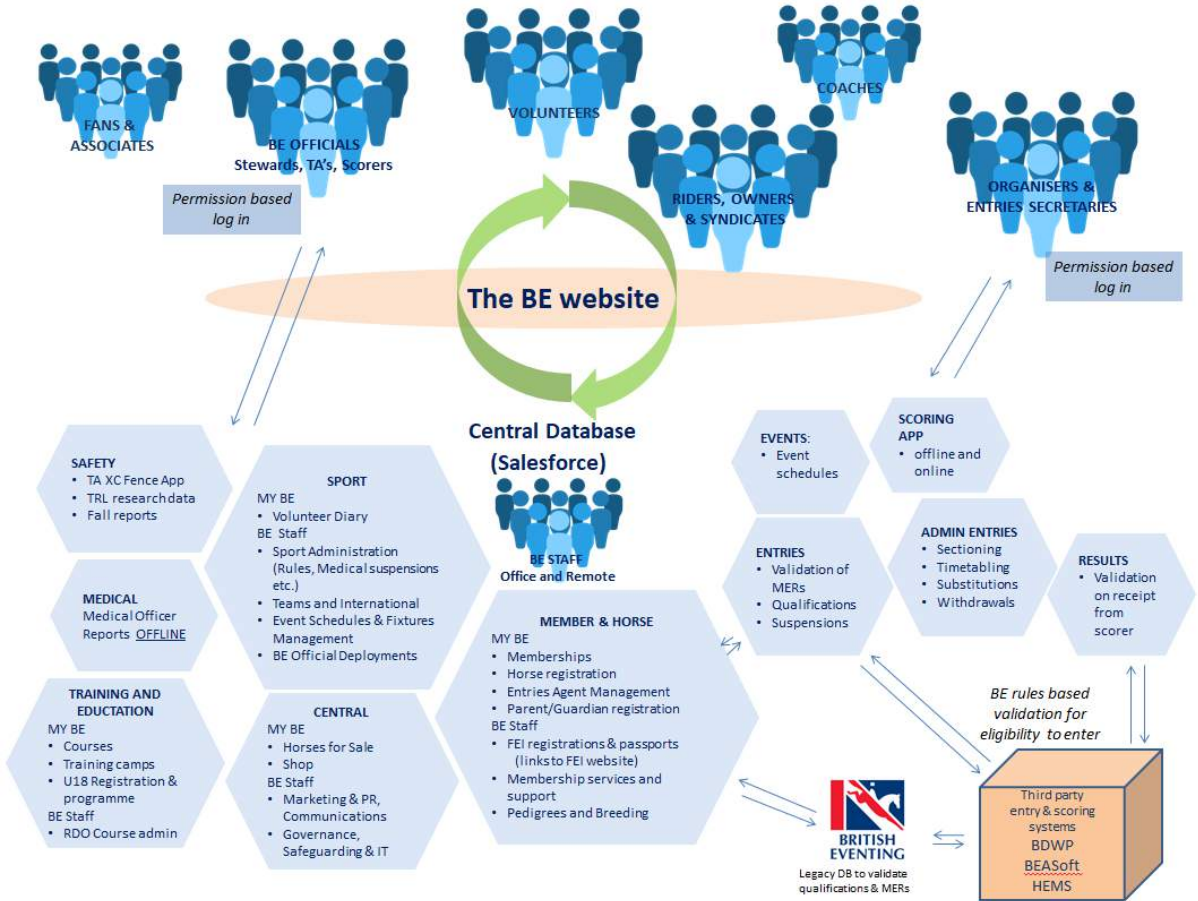 FANS &
ASSOCIATES
BE OFFICIALS
Stewards, TA's, Scorers
Permission based
log in
VOLUNTEERS
COACHES
RIDERS, OWNERS
& SYNDICATES
ORGANISERS &
ENTRIES SECRETARIES
Permission based
log in
The BE website
Central Database
(Salesforce)
BE STAFF
Office and Remote
SAFETY
• TA XC Fence App
• TRL research data
• Fall reports
MEDICAL
Medical Officer
Reports OFFLINE
TRAINING AND
EDUCTATION
MY BE
• Courses
• Training camps
• U18 Registration &
programme
BE Staff
• RDO Course admin
SPORT
MY BE
• Volunteer Diary
BE Staff
• Sport Administration
(Rules, Medical suspensions
etc.)
• Teams and International
• Event Schedules & Fixtures
Management
• BE Official Deployments
CENTRAL
MY BE
• Horses for Sale
• Shop
BE Staff
• Marketing & PR,
Communications
• Governance,
Safeguarding & IT
MEMBER & HORSE
MY BE
• Memberships
• Horse registration
• Entries Agent Management
• Parent/Guardian registration
BE Staff
• FEI registrations & passports
(links to FEI website)
• Membership services and
support
• Pedigrees and Breeding
EVENTS:
• Event
schedules
SCORING
APP
• offline and
online
ENTRIES
• Validation of
MERs
• Qualifications
• Suspensions
ADMIN ENTRIES
• Sectioning
• Timetabling
• Substitutions
• Withdrawals
RESULTS
• Validation
on receipt
from
scorer
BE rules based
validation for
eligibility to enter
Third party
entry & scoring
systems
BDWP
BEASoft
HEMS
BRITISH
EVENTING
Legacy DB to validate
qualifications & MERs